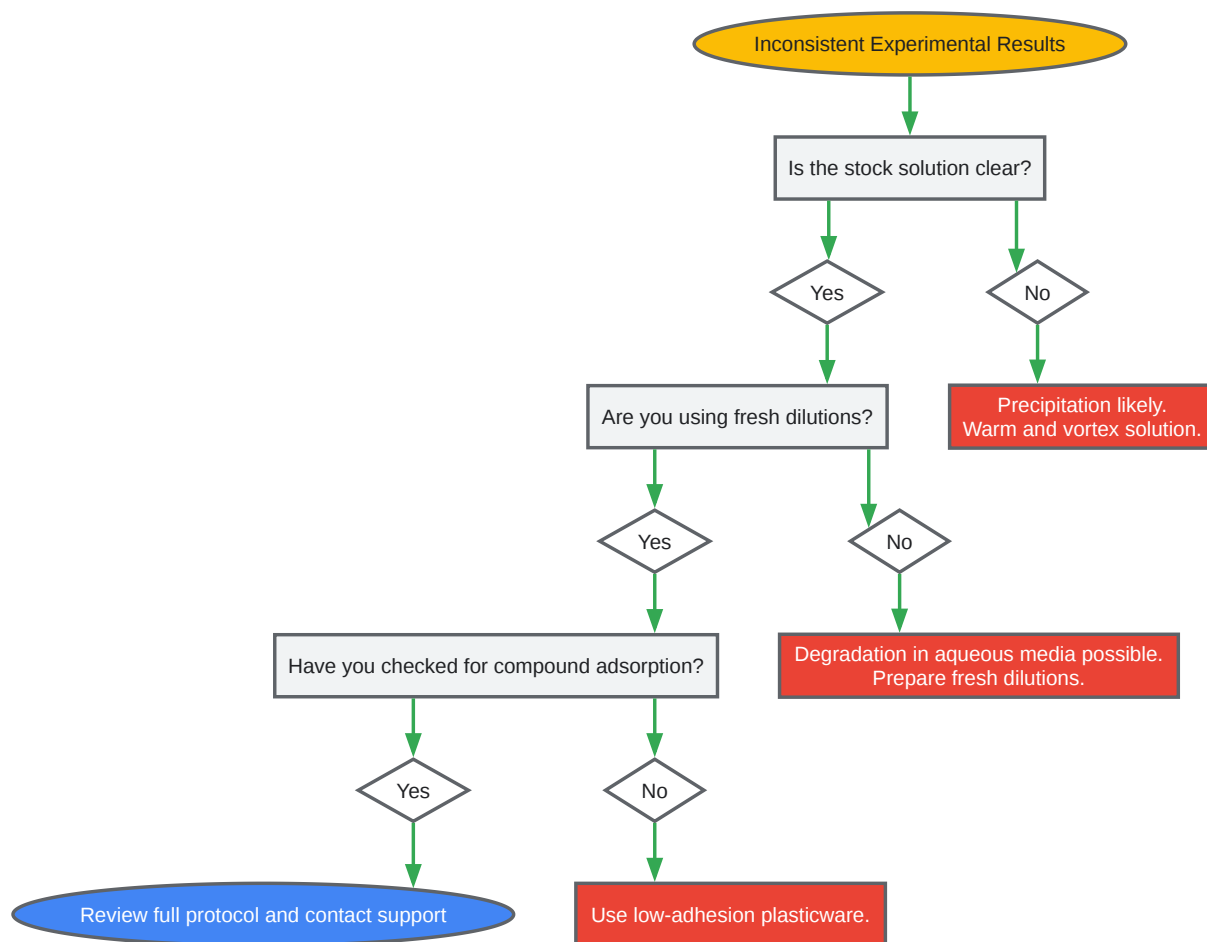 Inconsistent Experimental Results
Is the stock solution clear?
Yes
No
Are you using fresh dilutions?
Precipitation likely.
Warm and vortex solution.
Yes
No
Have you checked for compound adsorption?
Degradation in aqueous media possible.
Prepare fresh dilutions.
Yes
No
Review full protocol and contact support
Use low-adhesion plasticware.